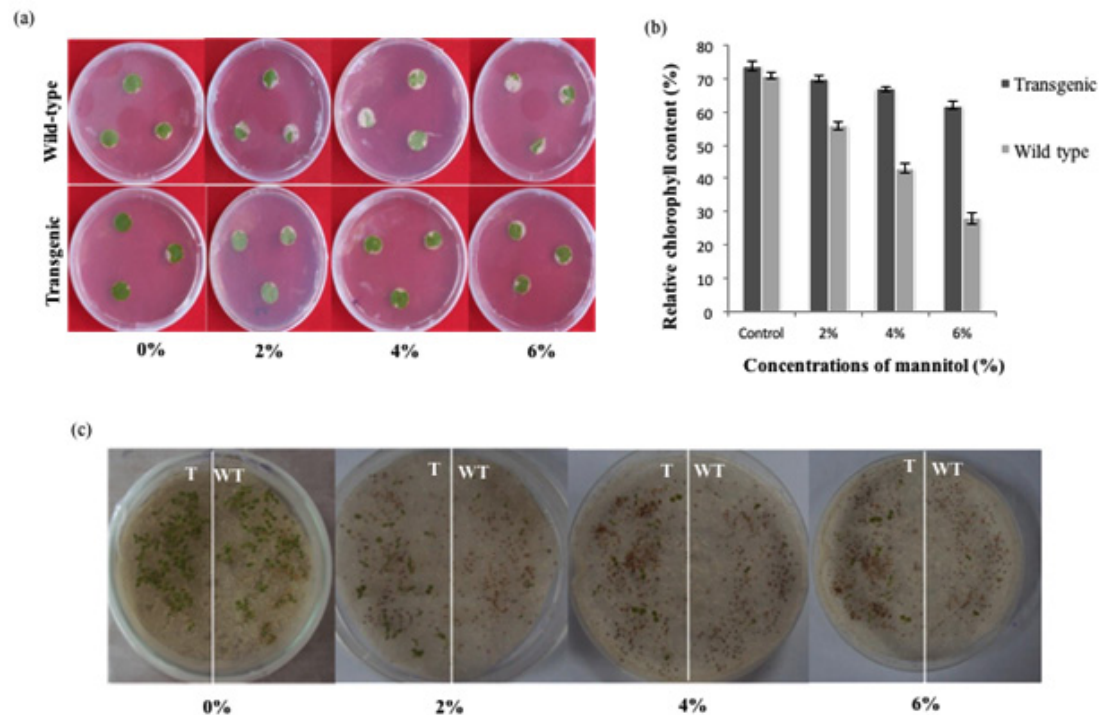 (a)
Wild-type
Transgenic
0%
2%
4%
6%
(b)
Relative chlorophyll content (%)
80
70
60
50
40
30
20
10
0
Control
2%
4%
6%
Concentrations of mannitol (%)
Transgenic
Wild type
(c)
T WT
T WT
T WT
T WT
0%
2%
4%
6%